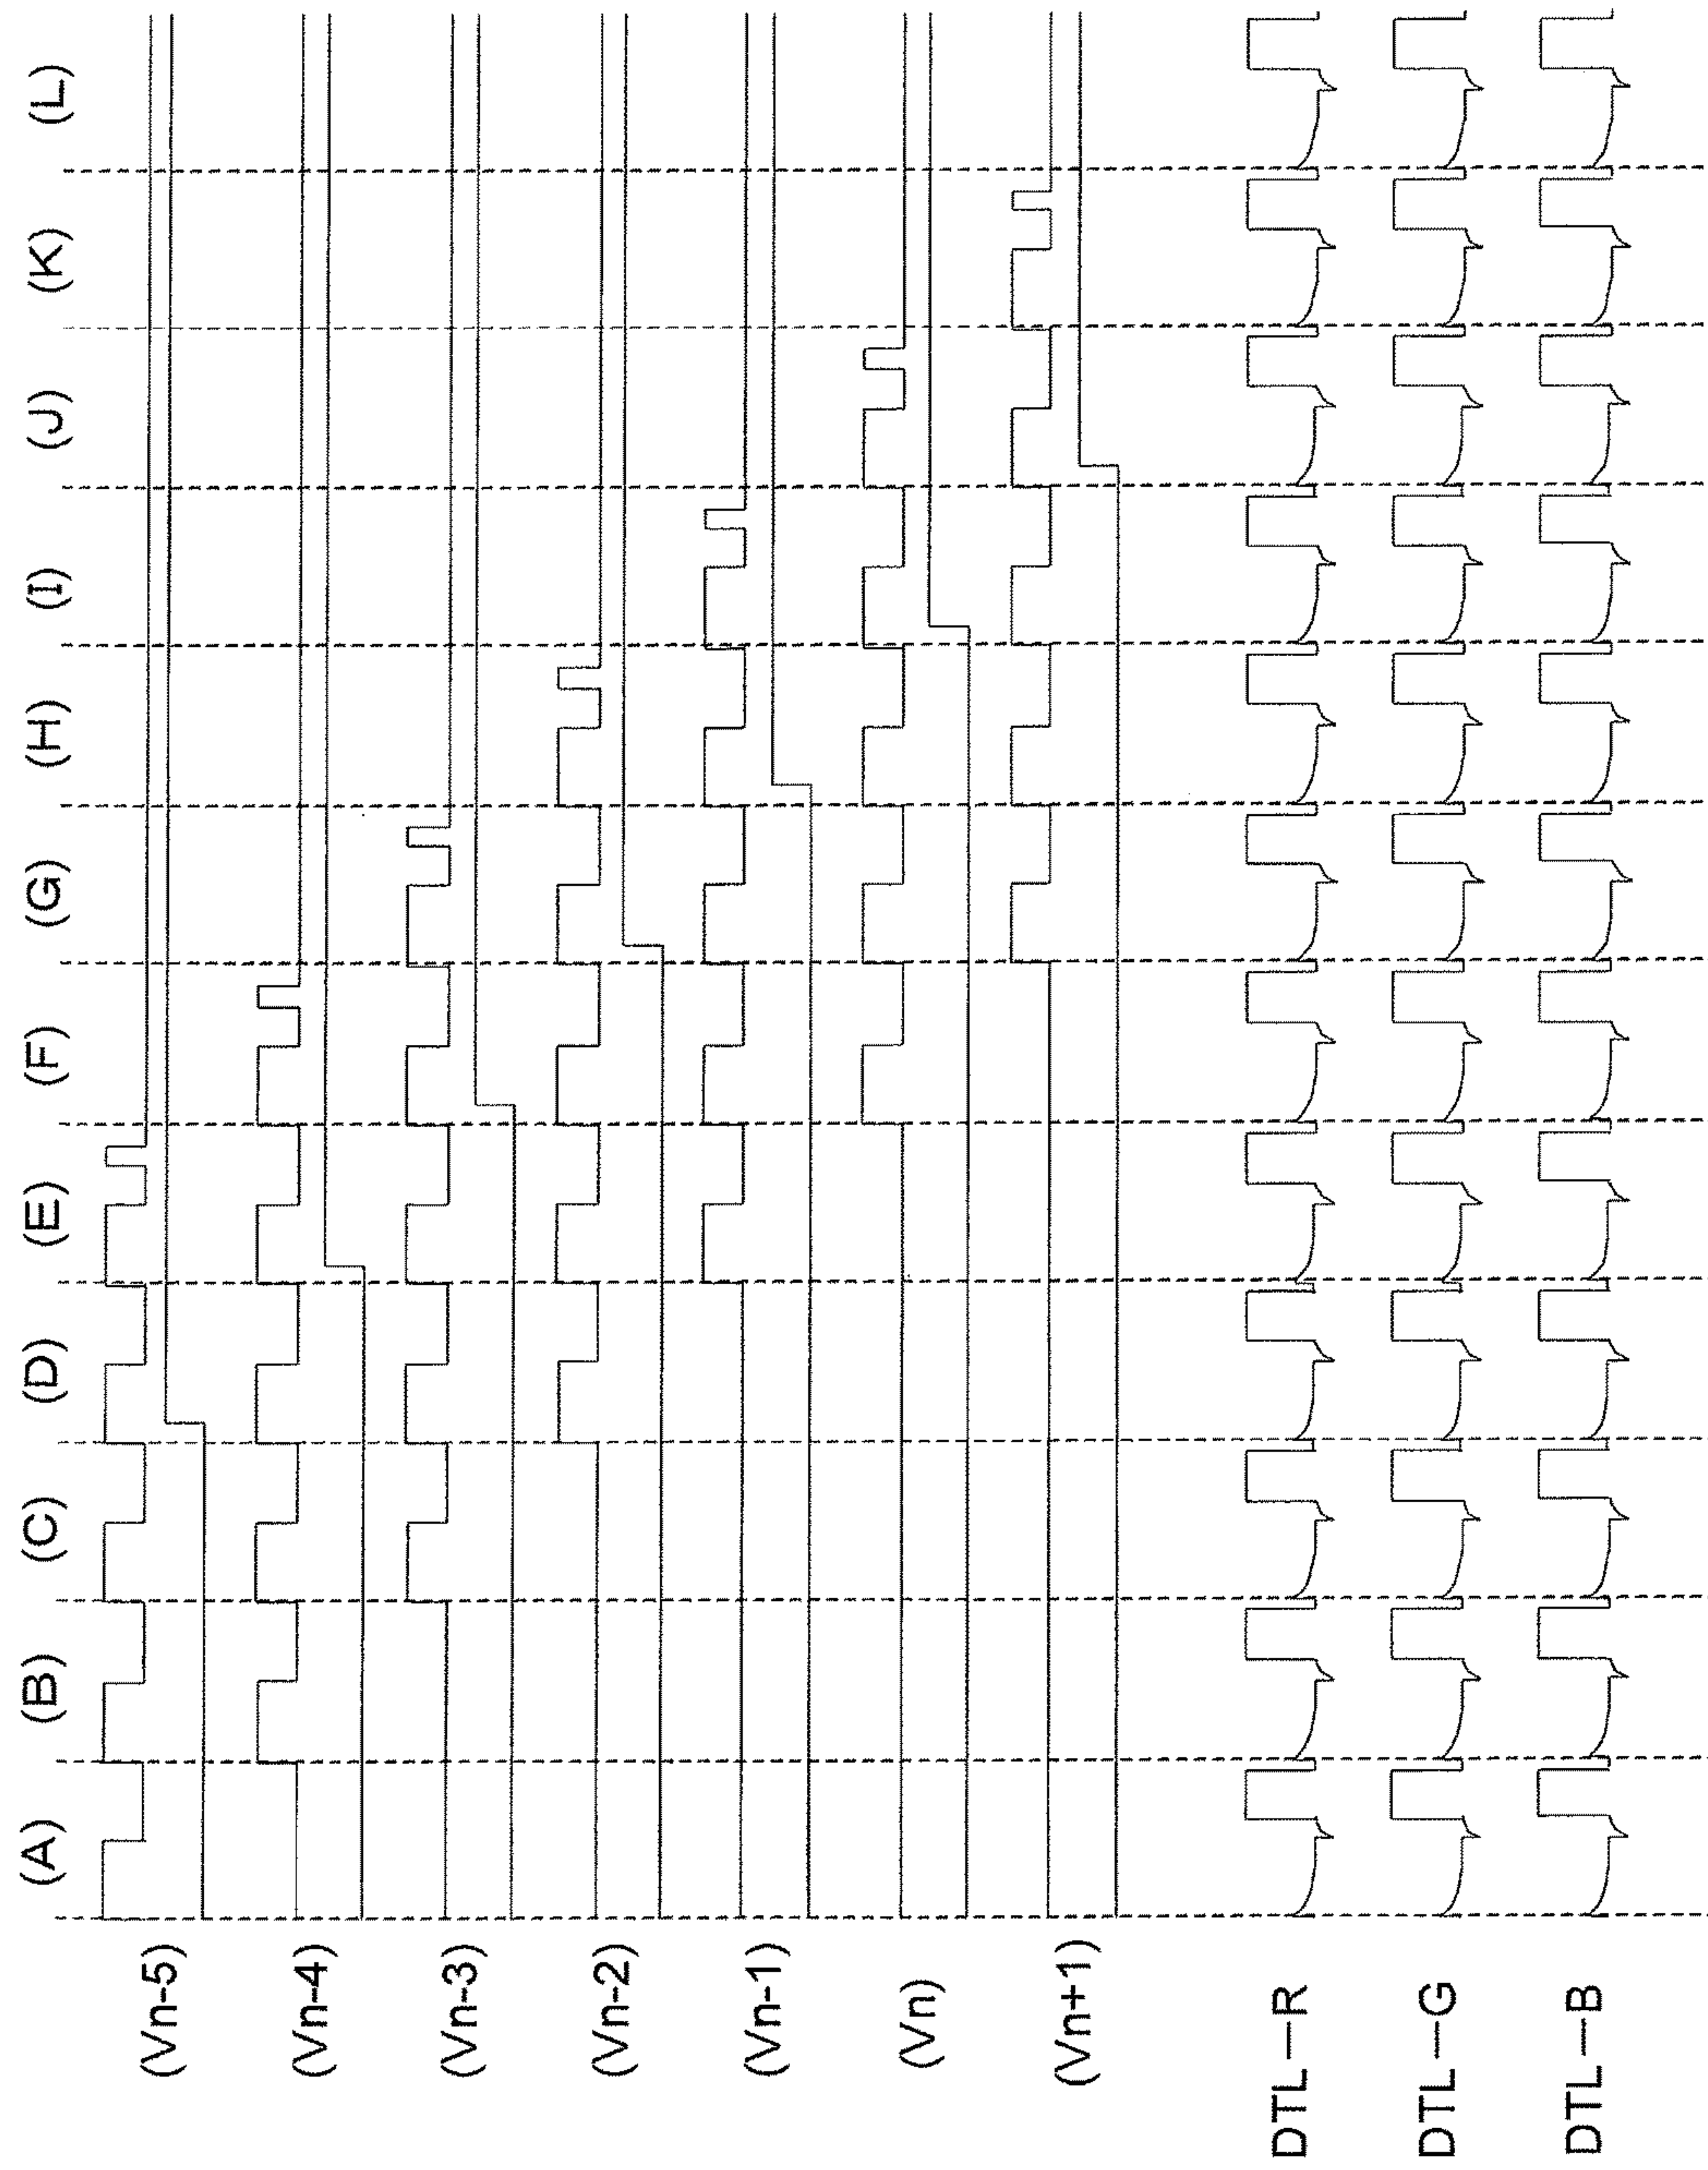 (A) (B) (C) (D) (E) (F) (G) (H) (I) (J) (K) (L)
(Vn-5)
(Vn-4)
(Vn-3)
(Vn-2)
(Vn-1)
(Vn)
(Vn+1)
DTL—R
DTL—G
DTL—B